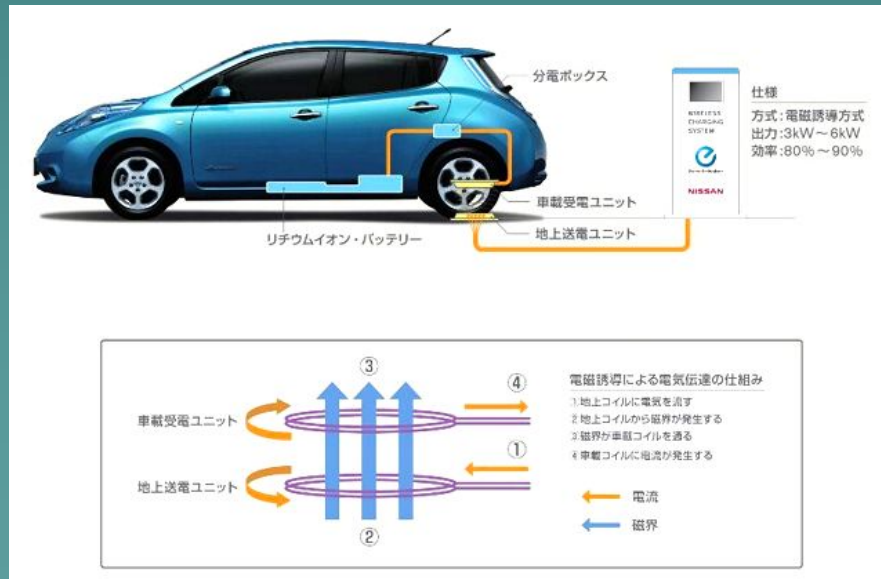 分電ボックス
仕様
方式:電磁誘導方式
出力:3kW～6kW
効率:80%～90%
WIRELESS
CHARGING
SYSTEM
NISSAN
車載受電ユニット
地上送電ユニット
リチウムイオン・バッテリー
③
④
電磁誘導による電気伝達の仕組み
1 地上コイルに電気を流す
2 地上コイルから磁界が発生する
3 磁界が車載コイルを通る
4 車載コイルに電流が発生する
車載受電ユニット
①
地上送電ユニット
電流
磁界
②